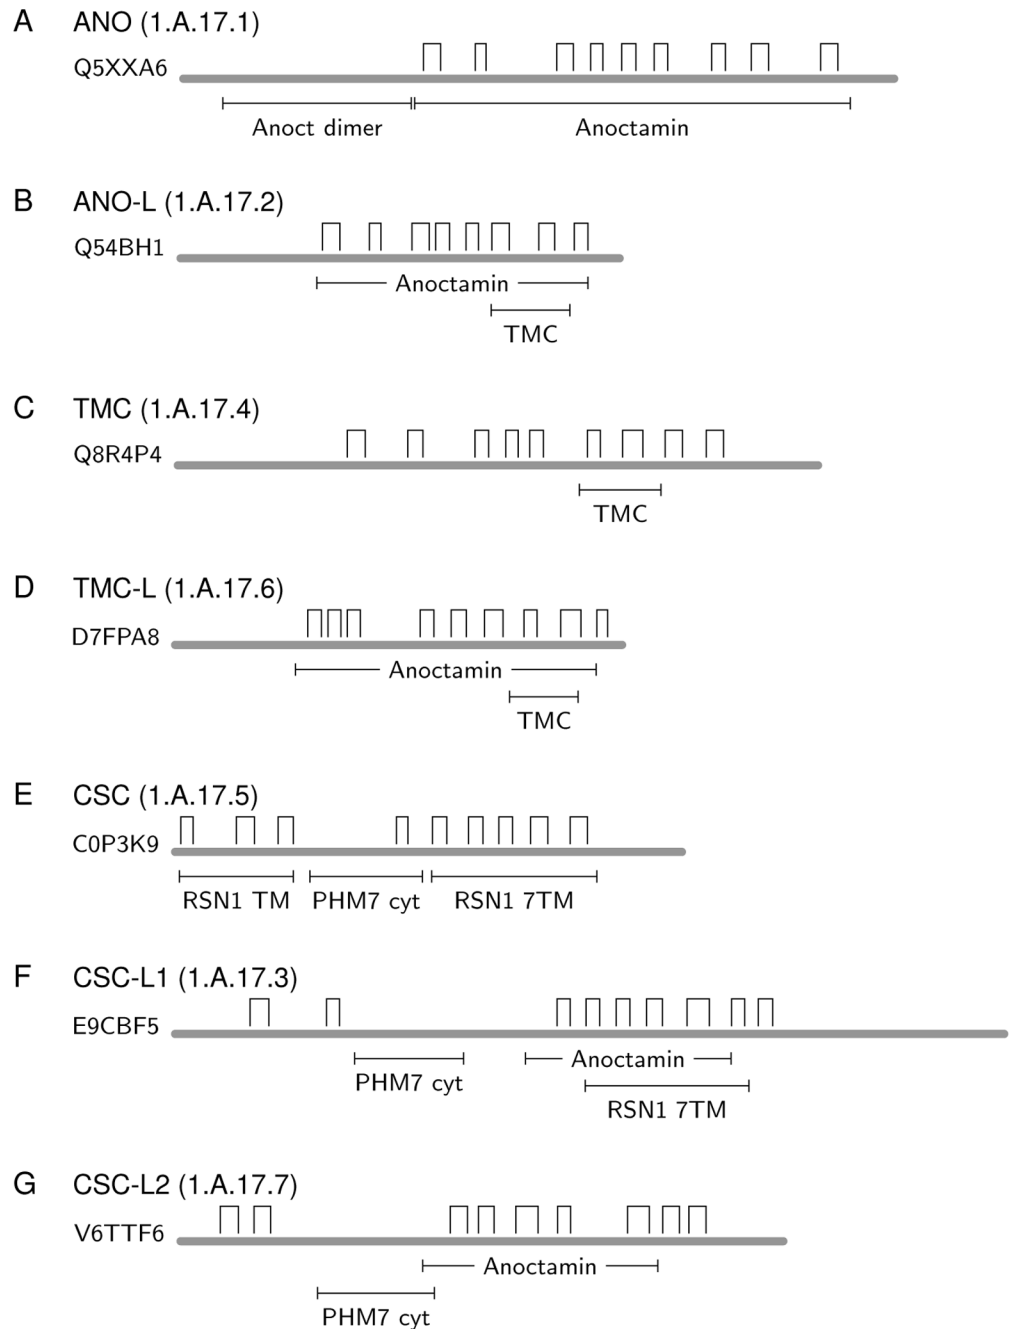 A ANO (1.A.17.1)
Q5XXA6
Anoct dimer Anoctamin
B ANO-L (1.A.17.2)
Q54BH1
Anoctamin
TMC
C TMC (1.A.17.4)
Q8R4P4
TMC
D TMC-L (1.A.17.6)
D7FPA8
Anoctamin
TMC
E CSC (1.A.17.5)
C0P3K9
RSN1 TM PHM7 cyt RSN1 7TM
F CSC-L1 (1.A.17.3)
E9CBF5
Anoctamin
PHM7 cyt
RSN1 7TM
G CSC-L2 (1.A.17.7)
V6TTF6
Anoctamin
PHM7 cyt